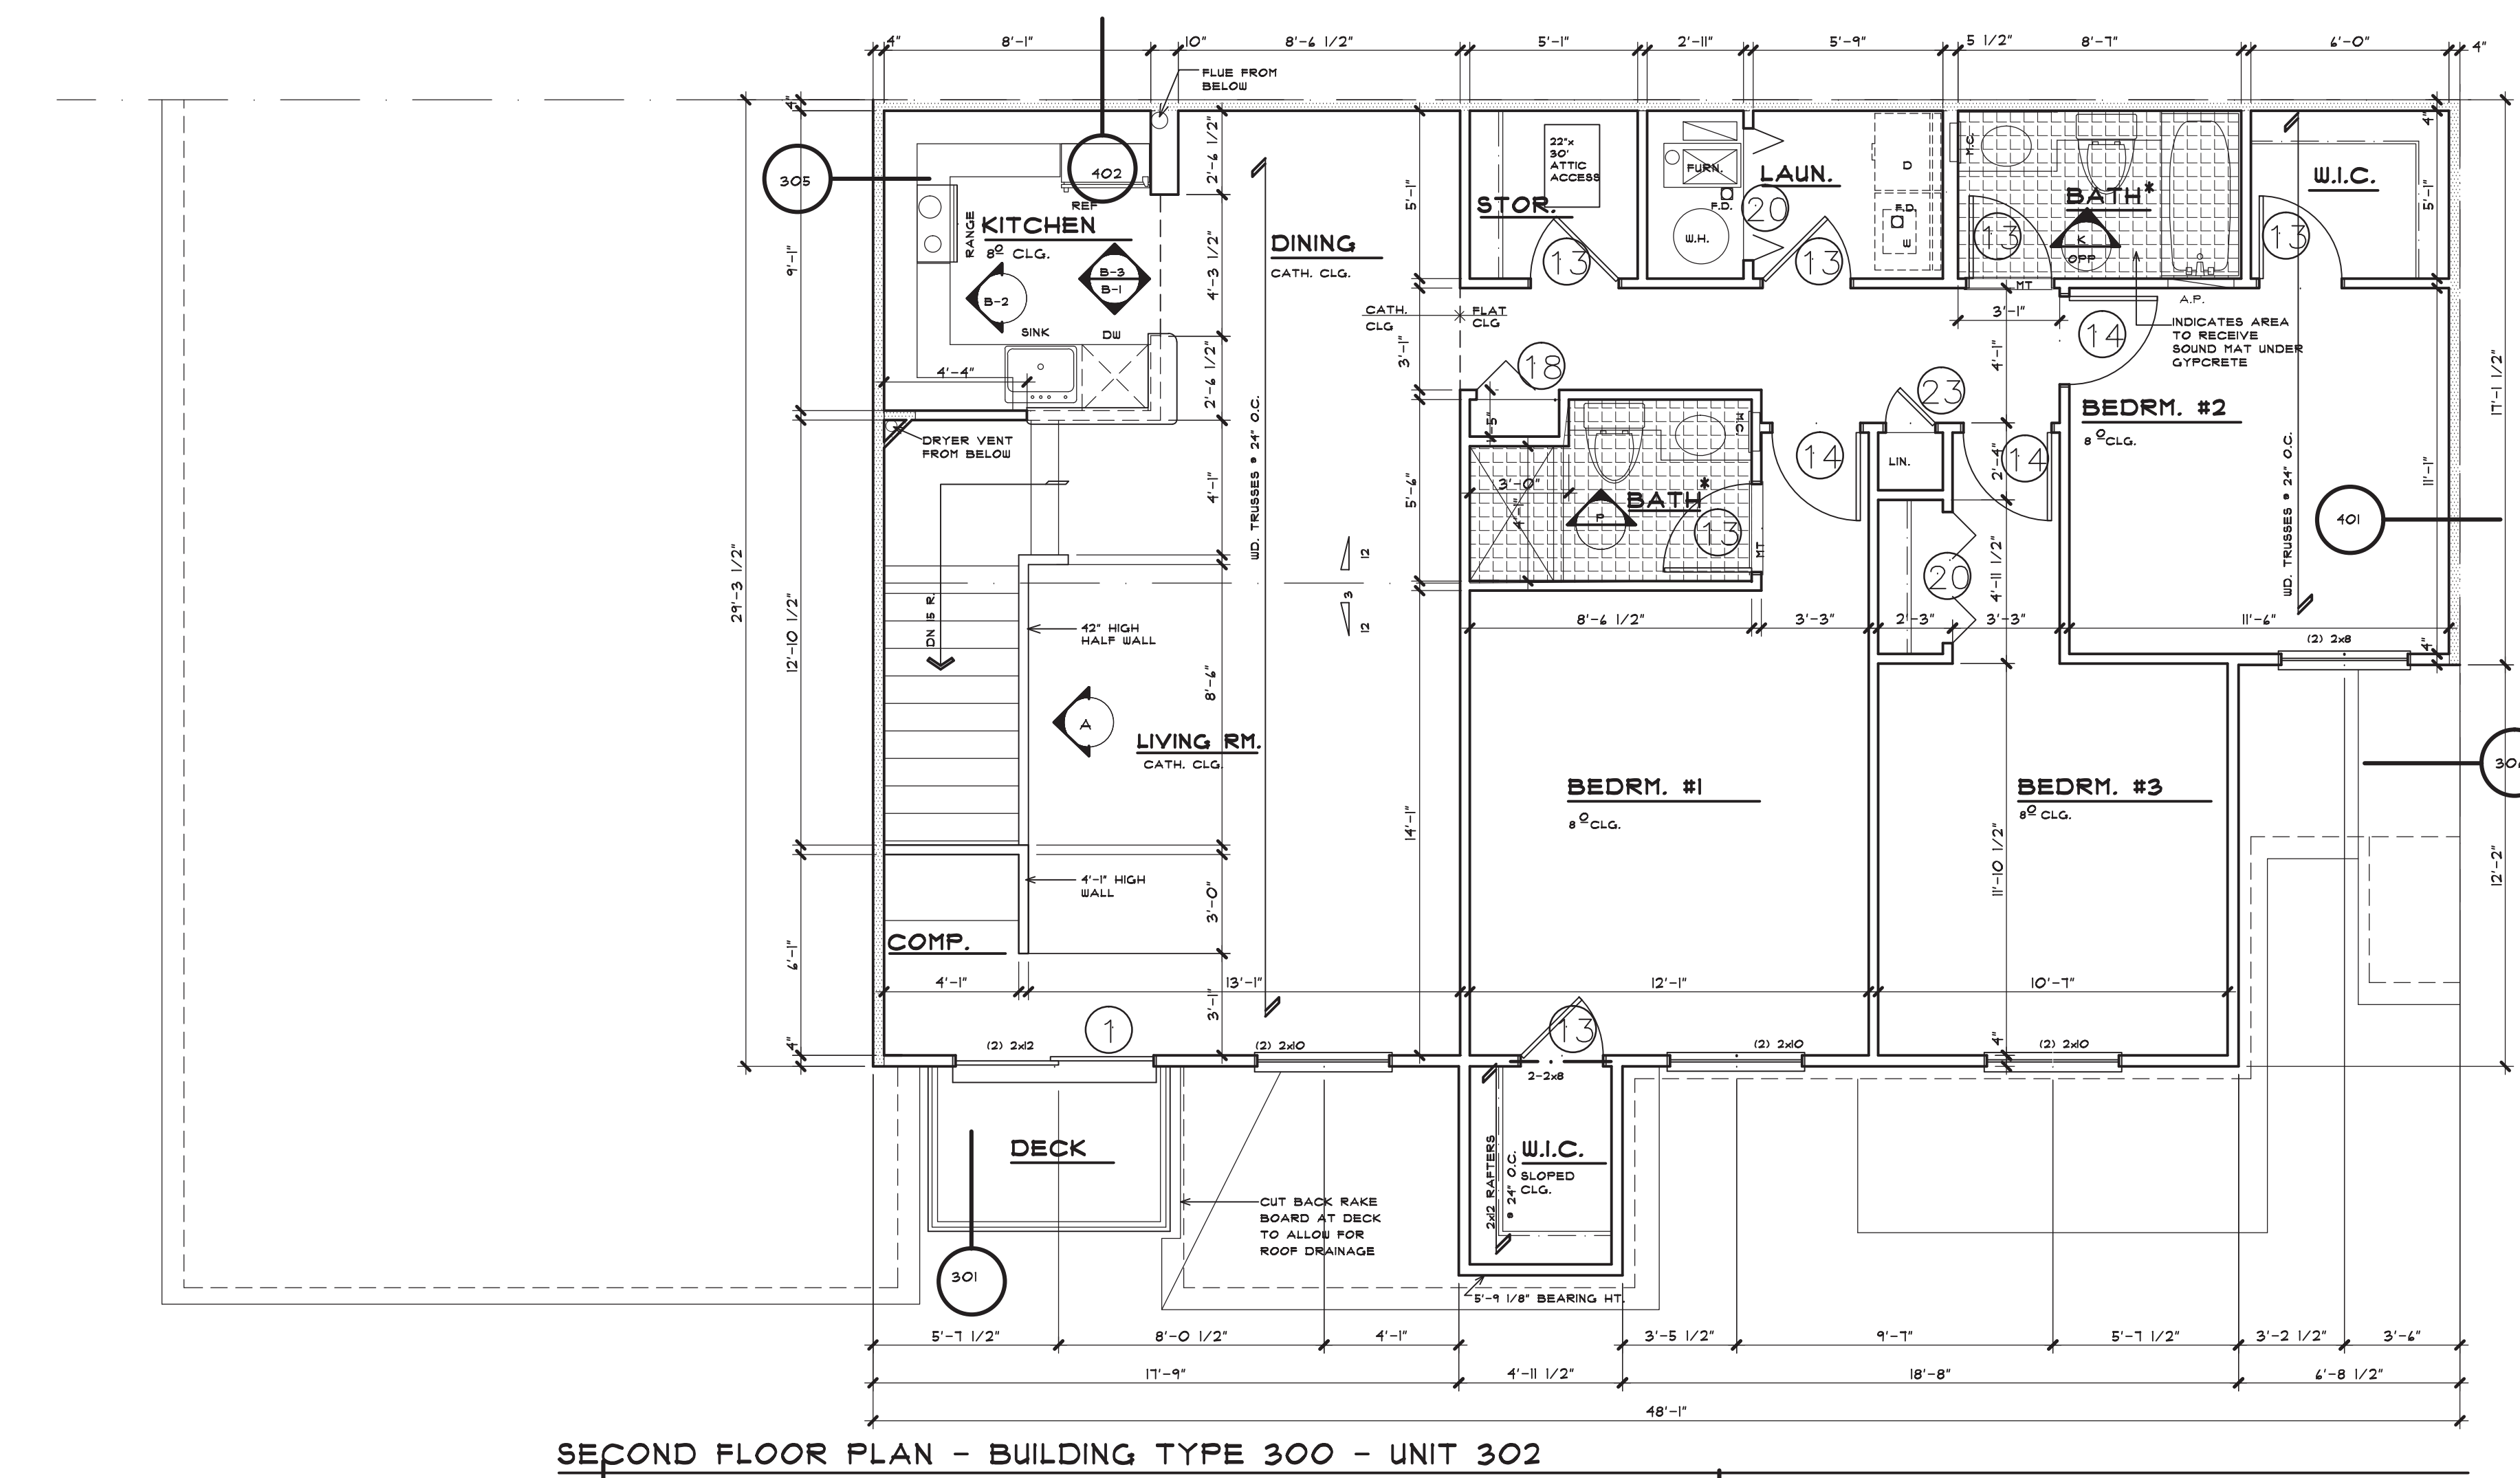 4" 8'-1" 10" 8'-6 1/2" 5'-1" 2'-11" 5'-9" 5 1/2" 8'-7" 6'-0" 4"
FLUE FROM
BELOW
402
305
REF
RANGE
KITCHEN
8⁰ CLG.
B-3
B-1
B-2
SINK
DW
4'-4"
DRYER VENT
FROM BELOW
4"
9'-1"
12'-10 1/2"
6'-1"
4"
29'-3 1/2"
2'-6 1/2"
4'-3 1/2"
2'-6 1/2"
4'-1"
8'-6"
3'-0"
3'-1"
DINING
CATH. CLG.
WD. TRUSSES @ 24" O.C.
5'-1"
3'-1"
5'-6"
14'-1"
CATH.
CLG
FLAT
CLG
22"x
30'
ATTIC
ACCESS
STOR.
13
FURN.
F.D.
W.H.
LAUN.
20
13
D
F.D.
W
M.C.
BATH*
13
K
OPP
MT
A.P.
3'-1"
W.I.C.
13
14
INDICATES AREA
TO RECEIVE
SOUND MAT UNDER
GYPCRETE
BEDRM. #2
8⁰ CLG.
WD. TRUSSES @ 24" O.C.
4"
5'-1"
11'-1"
4"
17'-1 1/2"
12'-2"
401
18
23
14
LIN.
14
4'-1"
2'-4"
4'-11 1/2"
11'-10 1/2"
4"
1'-5"
M.C.
3'-0"
4'-1"
BATH*
P
13
MT
20
12
3
12
8'-6 1/2" 3'-3" 2'-3" 3'-3" 11'-6"
(2) 2x8
DN 15 R.
42" HIGH
HALF WALL
A
LIVING RM.
CATH. CLG.
4'-1" HIGH
WALL
COMP.
BEDRM. #1
8⁰ CLG.
BEDRM. #3
8⁰ CLG.
4'-1" 13'-1" 12'-1" 10'-7"
1
13
(2) 2x12 (2) 2x10 (2) 2x10 (2) 2x10
2-2x8
DECK
301
CUT BACK RAKE
BOARD AT DECK
TO ALLOW FOR
ROOF DRAINAGE
2x12 RAFTERS
@ 24" O.C.
W.I.C.
SLOPED
CLG.
5'-9 1/8" BEARING HT.
5'-7 1/2" 8'-0 1/2" 4'-1" 3'-5 1/2" 9'-7" 5'-7 1/2" 3'-2 1/2" 3'-6"
17'-9" 4'-11 1/2" 18'-8" 6'-8 1/2"
48'-1"
SECOND FLOOR PLAN - BUILDING TYPE 300 - UNIT 302